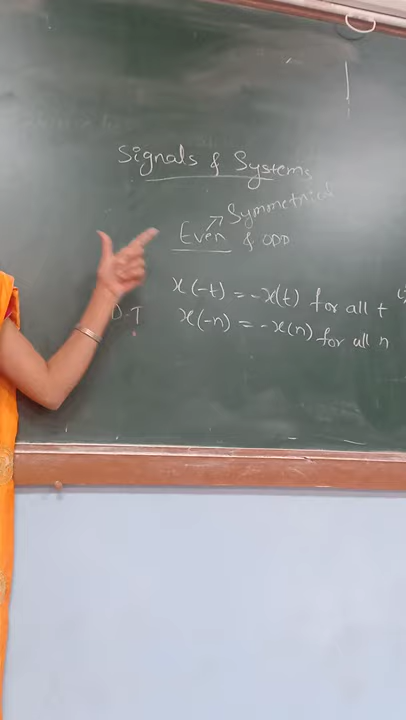 Signals & Systems
Symmetrical
Even & ODD
x(-t) = -x(t) for all t
D.T x(-n) = -x(n) for all n